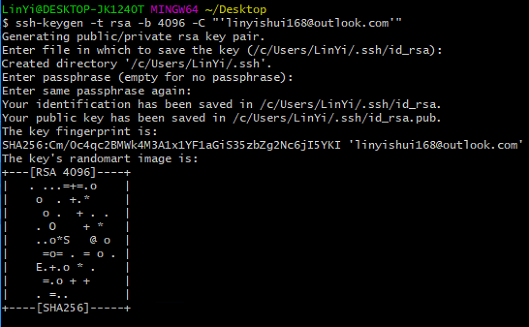 LinYi@DESKTOP-JK124OT MINGW64 ~/Desktop
$ ssh-keygen -t rsa -b 4096 -C "'linyishui168@outlook.com'"
Generating public/private rsa key pair.
Enter file in which to save the key (/c/Users/LinYi/.ssh/id_rsa):
Created directory '/c/Users/LinYi/.ssh'.
Enter passphrase (empty for no passphrase):
Enter same passphrase again:
Your identification has been saved in /c/Users/LinYi/.ssh/id_rsa.
Your public key has been saved in /c/Users/LinYi/.ssh/id_rsa.pub.
The key fingerprint is:
SHA256:Cm/Oc4qc2BMWk4M3A1x1YF1aGiS35zbZg2Nc6jI5YKI 'linyishui168@outlook.com'
The key's randomart image is:
+---[RSA 4096]----+
|   . ...=+=.o    |
|    o  . +.*     |
|     o .  + . .  |
|    . O    + *   |
|    ..o*S   @ o  |
|     =o= . = o . |
|    E.+.o * .    |
|     =.o + +     |
|    . =..        |
+----[SHA256]-----+